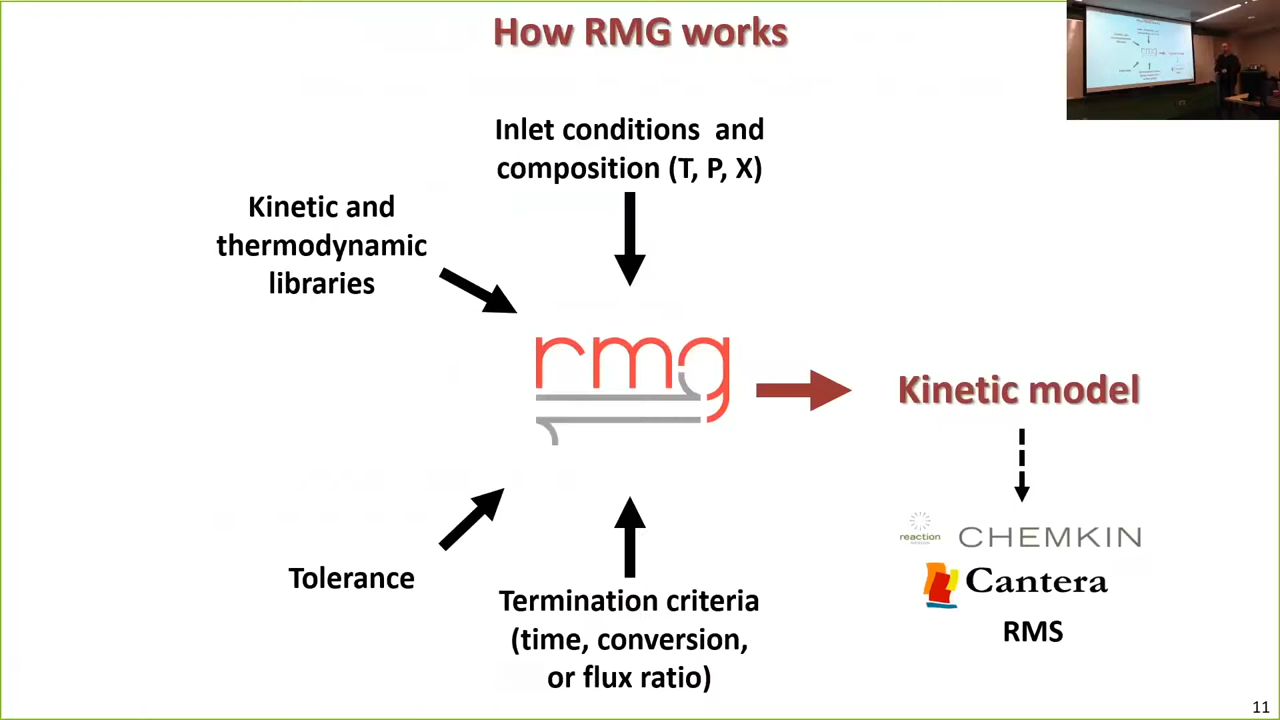 How RMG works
Inlet conditions and
composition (T, P, X)
Kinetic and
thermodynamic
libraries
rmg
Kinetic model
reaction
CHEMKIN
Cantera
RMS
Tolerance
Termination criteria
(time, conversion,
or flux ratio)
11